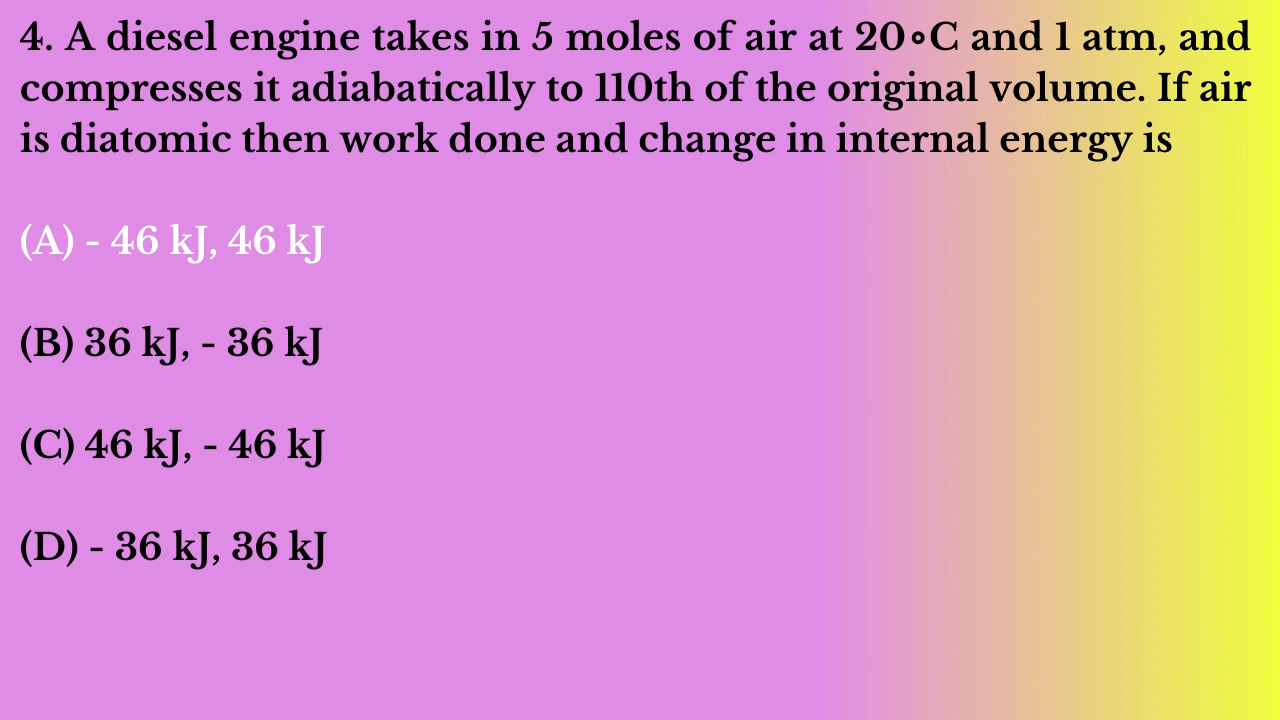 4. A diesel engine takes in 5 moles of air at 20∘C and 1 atm, and
compresses it adiabatically to 110th of the original volume. If air
is diatomic then work done and change in internal energy is
(A) - 46 kJ, 46 kJ
(B) 36 kJ, - 36 kJ
(C) 46 kJ, - 46 kJ
(D) - 36 kJ, 36 kJ